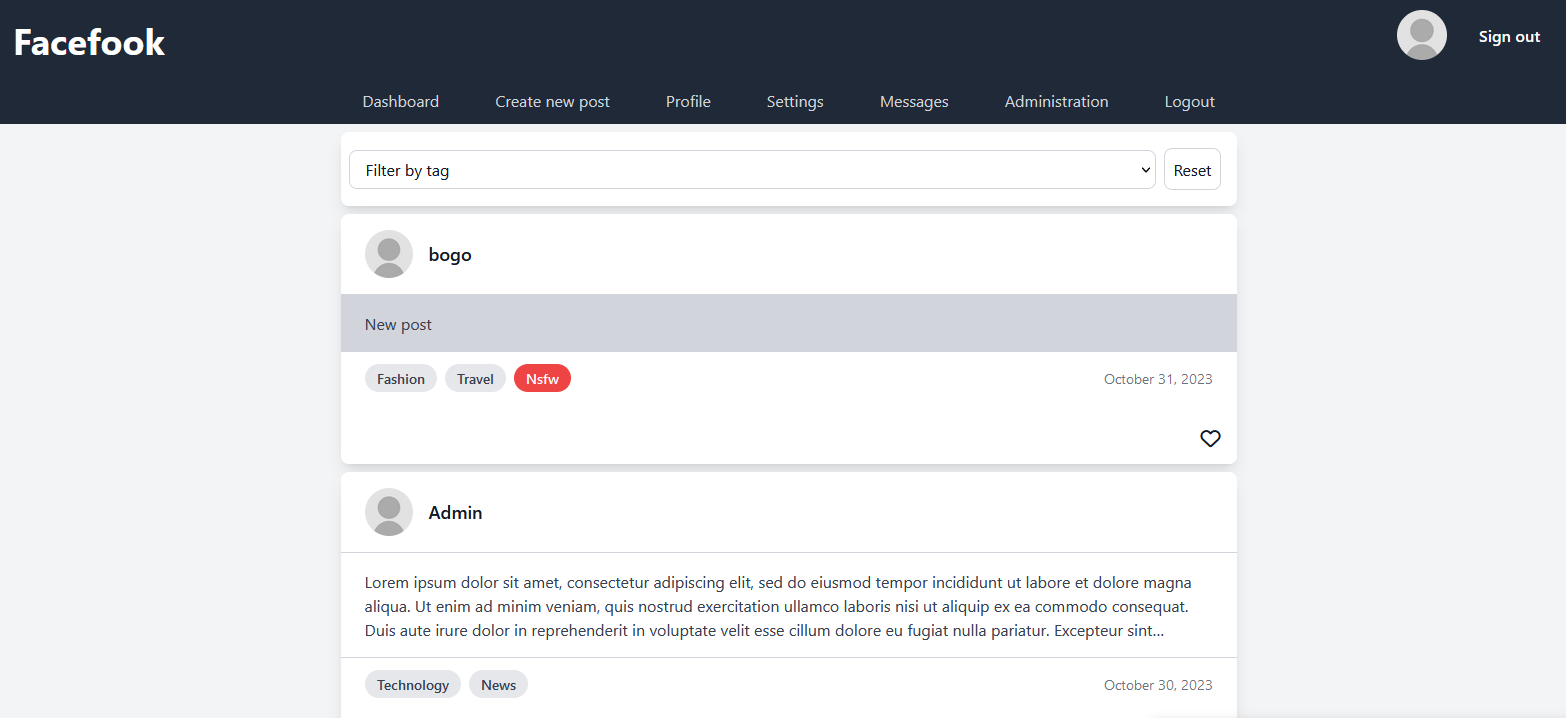 Facefook
Sign out
Dashboard
Create new post
Profile
Settings
Messages
Administration
Logout
Filter by tag
Reset
bogo
New post
Fashion
Travel
Nsfw
October 31, 2023
Admin
Lorem ipsum dolor sit amet, consectetur adipiscing elit, sed do eiusmod tempor incididunt ut labore et dolore magna
aliqua. Ut enim ad minim veniam, quis nostrud exercitation ullamco laboris nisi ut aliquip ex ea commodo consequat.
Duis aute irure dolor in reprehenderit in voluptate velit esse cillum dolore eu fugiat nulla pariatur. Excepteur sint...
Technology
News
October 30, 2023